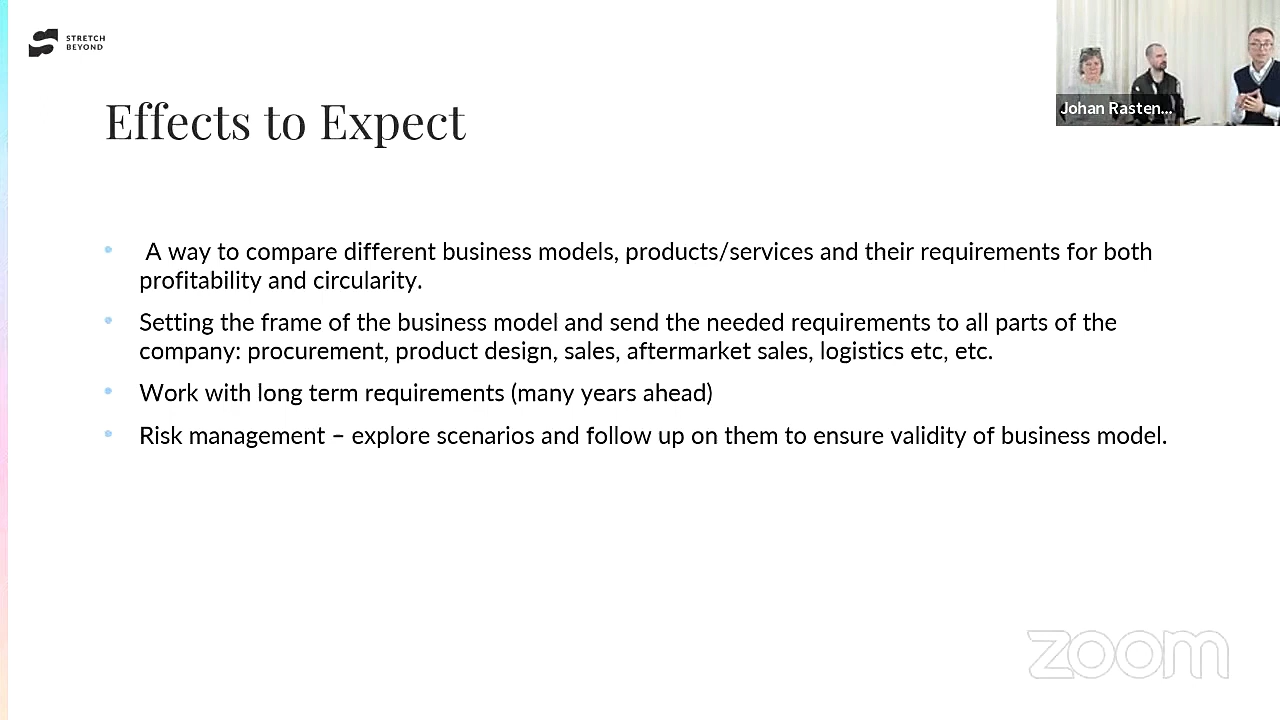 STRETCH
BEYOND
Johan Rasten...
Effects to Expect
• A way to compare different business models, products/services and their requirements for both
profitability and circularity.
• Setting the frame of the business model and send the needed requirements to all parts of the
company: procurement, product design, sales, aftermarket sales, logistics etc, etc.
• Work with long term requirements (many years ahead)
• Risk management – explore scenarios and follow up on them to ensure validity of business model.
zoom